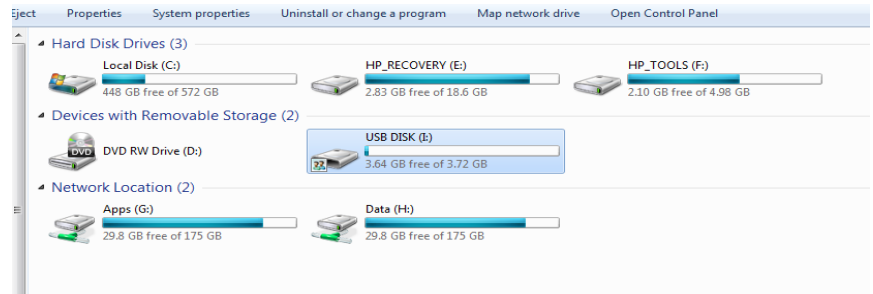 Eject Properties System properties Uninstall or change a program Map network drive Open Control Panel
Hard Disk Drives (3)
Local Disk (C:) HP_RECOVERY (E:) HP_TOOLS (F:)
448 GB free of 572 GB 2.83 GB free of 18.6 GB 2.10 GB free of 4.98 GB
Devices with Removable Storage (2)
DVD DVD RW Drive (D:) USB DISK (I:)
3.64 GB free of 3.72 GB
Network Location (2)
Apps (G:) Data (H:)
29.8 GB free of 175 GB 29.8 GB free of 175 GB